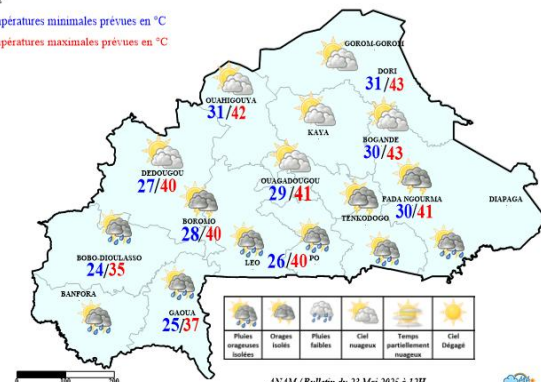 pératures minimales prévues en °C
pératures maximales prévues en °C
GOROM-GOROM
DORI
31/43
OUAHIGOUYA
31/42
KAYA
BOGANDE
30/43
DEDOUGOU
27/40
OUAGADOUGOU
29/41
FADA NGOURMA
30/41
DIAPAGA
TENKODOGO
BOROMO
28/40
BOBO-DIOULASSO
24/35
LEO
26/40
PO
BANFORA
GAOUA
25/37
Pluies orageuses isolées
Orages isolés
Pluies faibles
Ciel nuageux
Temps partiellement nuageux
Ciel Dégagé